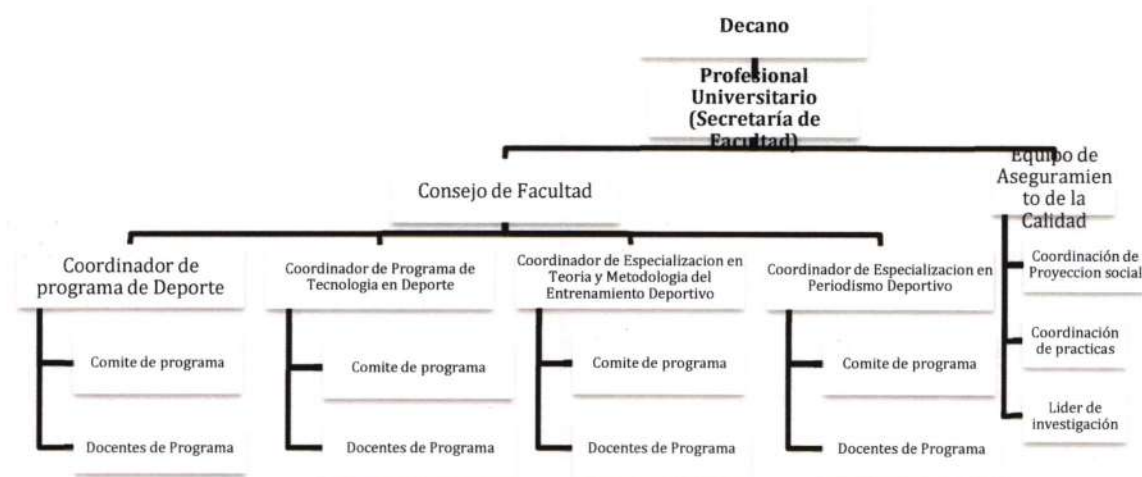 Decano
Profesional
Universitario
(Secretaría de
Facultad)
Consejo de Facultad
Equipo de
Aseguramien
to de la
Calidad
Coordinador de
programa de Deporte
Coordinador de Programa de
Tecnologia en Deporte
Coordinador de Especializacion en
Teoria y Metodologia del
Entrenamiento Deportivo
Coordinador de Especializacion en
Periodismo Deportivo
Coordinación de
Proyeccion social
Comite de programa
Comite de programa
Comite de programa
Comite de programa
Coordinación
de practicas
Docentes de Programa
Docentes de Programa
Docentes de Programa
Docentes de Programa
Lider de
investigación